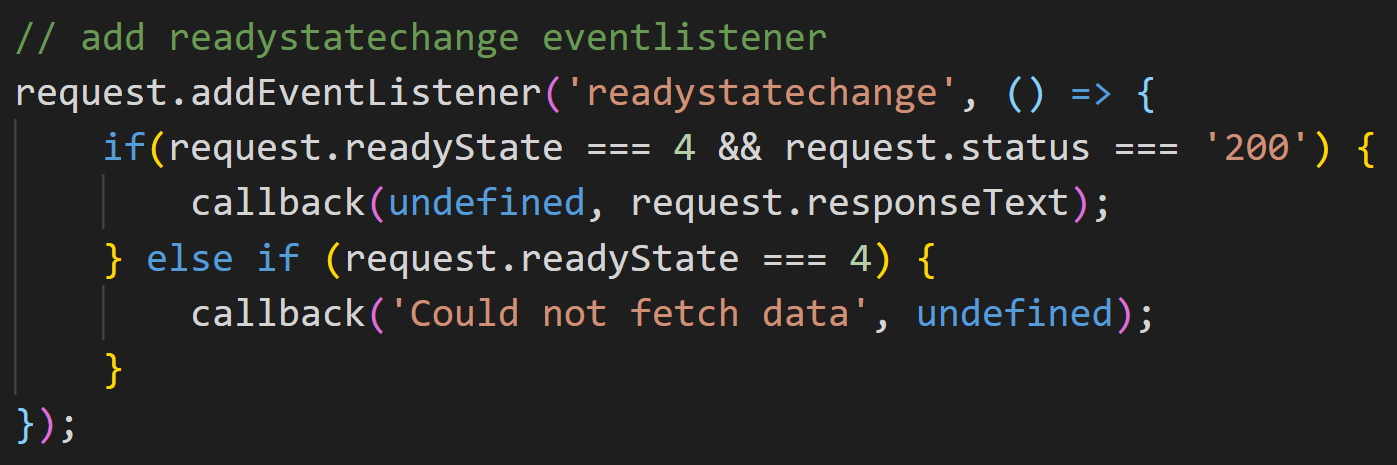 // add readystatechange eventlistener
request.addEventListener('readystatechange', () => {
    if(request.readyState === 4 && request.status === '200') {
        callback(undefined, request.responseText);
    } else if (request.readyState === 4) {
        callback('Could not fetch data', undefined);
    }
});